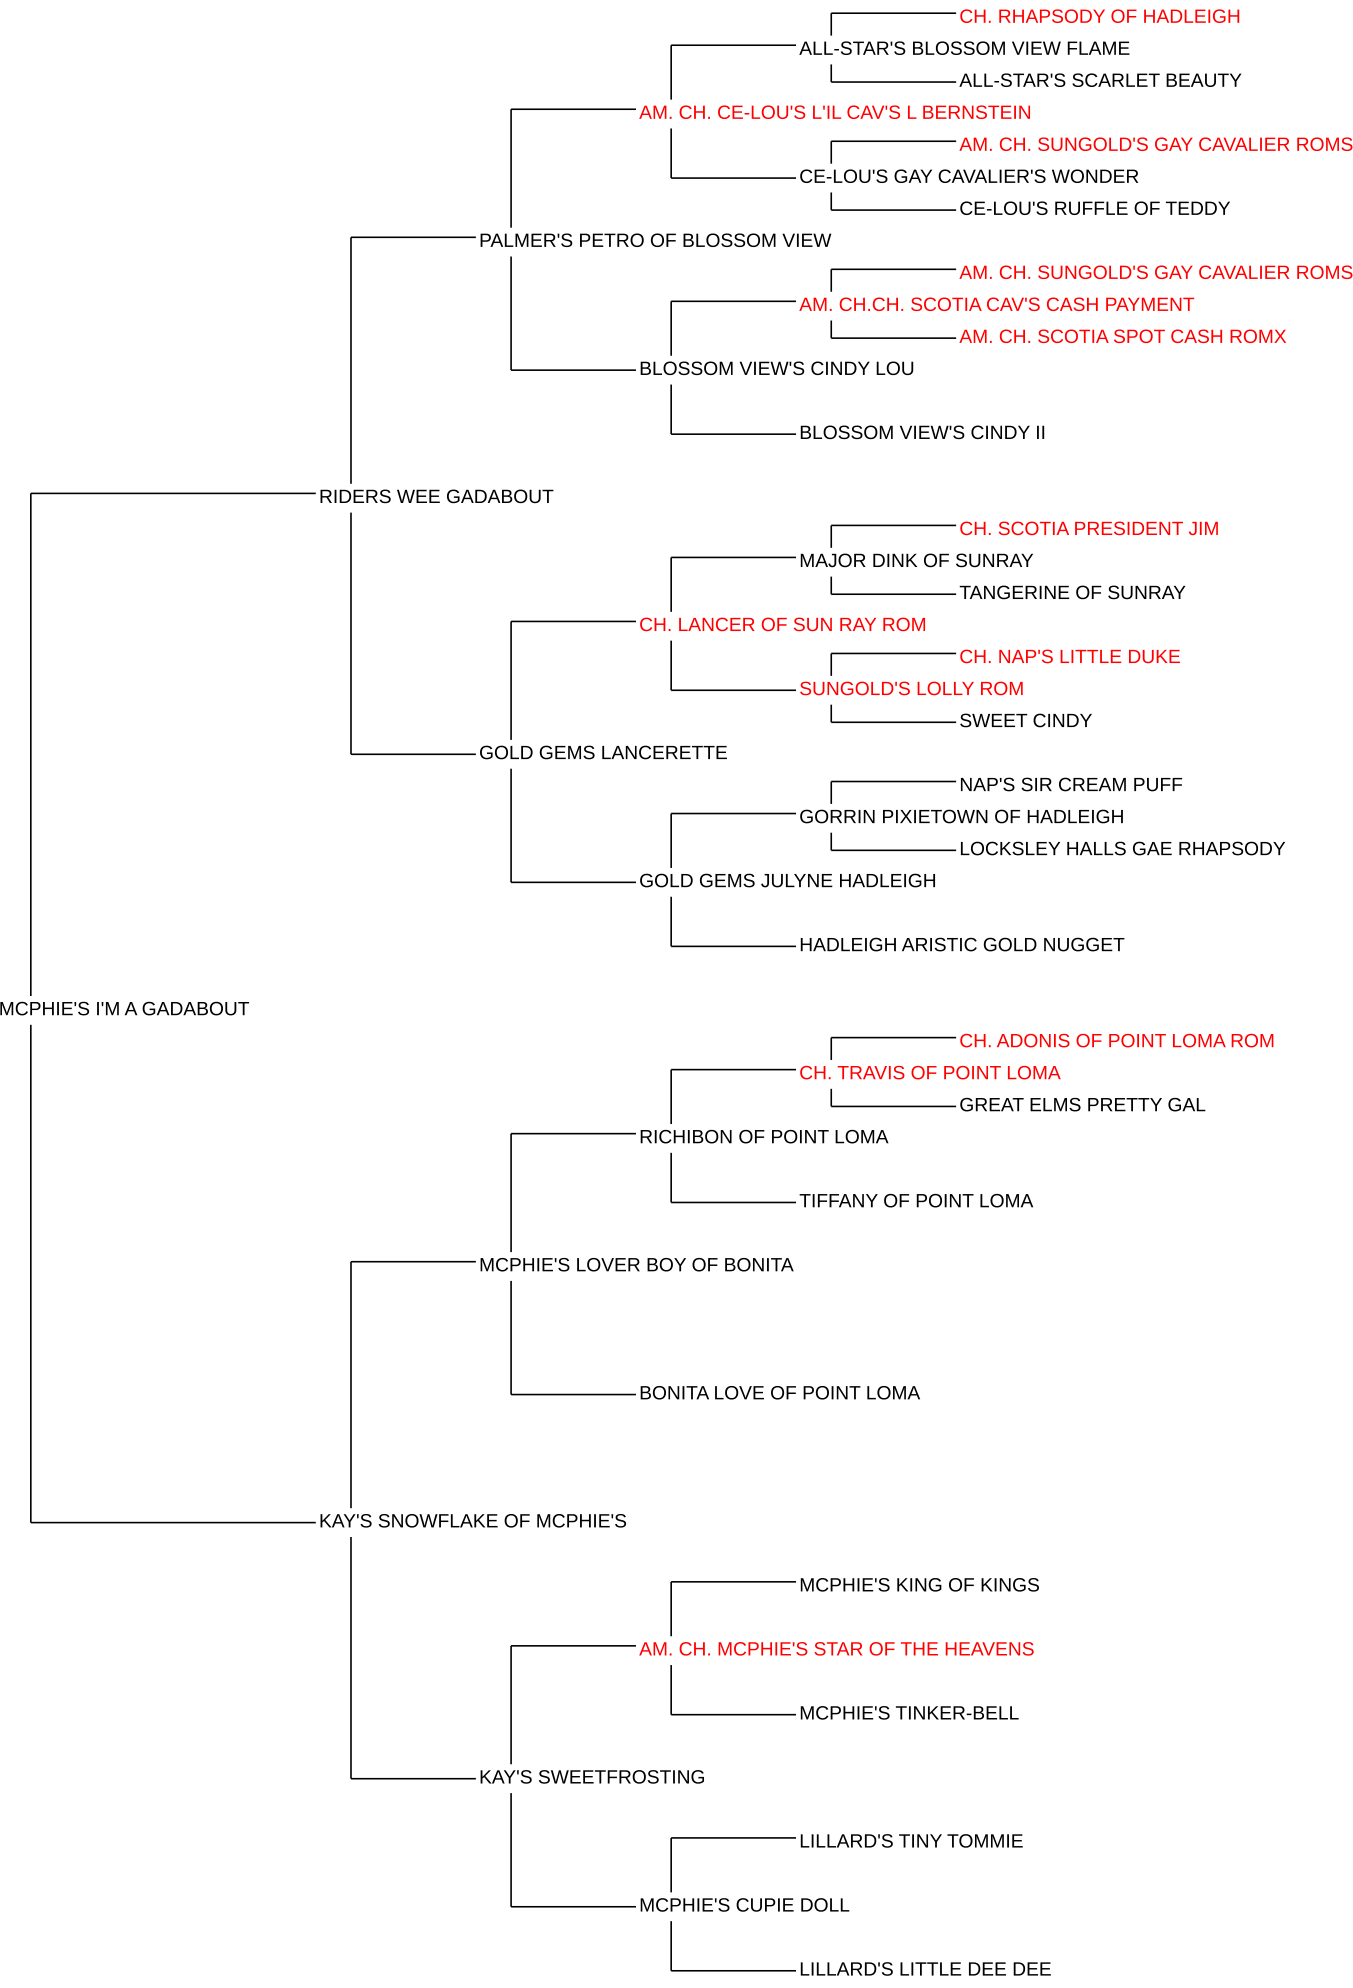 CH. RHAPSODY OF HADLEIGH
ALL-STAR'S BLOSSOM VIEW FLAME
ALL-STAR'S SCARLET BEAUTY
AM. CH. CE-LOU'S L'IL CAV'S L BERNSTEIN
AM. CH. SUNGOLD'S GAY CAVALIER ROMS
CE-LOU'S GAY CAVALIER'S WONDER
CE-LOU'S RUFFLE OF TEDDY
PALMER'S PETRO OF BLOSSOM VIEW
AM. CH. SUNGOLD'S GAY CAVALIER ROMS
AM. CH.CH. SCOTIA CAV'S CASH PAYMENT
AM. CH. SCOTIA SPOT CASH ROMX
BLOSSOM VIEW'S CINDY LOU
BLOSSOM VIEW'S CINDY II
RIDERS WEE GADABOUT
CH. SCOTIA PRESIDENT JIM
MAJOR DINK OF SUNRAY
TANGERINE OF SUNRAY
CH. LANCER OF SUN RAY ROM
CH. NAP'S LITTLE DUKE
SUNGOLD'S LOLLY ROM
SWEET CINDY
GOLD GEMS LANCERETTE
NAP'S SIR CREAM PUFF
GORRIN PIXIETOWN OF HADLEIGH
LOCKSLEY HALLS GAE RHAPSODY
GOLD GEMS JULYNE HADLEIGH
HADLEIGH ARISTIC GOLD NUGGET
MCPHIE'S I'M A GADABOUT
CH. ADONIS OF POINT LOMA ROM
CH. TRAVIS OF POINT LOMA
GREAT ELMS PRETTY GAL
RICHIBON OF POINT LOMA
TIFFANY OF POINT LOMA
MCPHIE'S LOVER BOY OF BONITA
BONITA LOVE OF POINT LOMA
KAY'S SNOWFLAKE OF MCPHIE'S
MCPHIE'S KING OF KINGS
AM. CH. MCPHIE'S STAR OF THE HEAVENS
MCPHIE'S TINKER-BELL
KAY'S SWEETFROSTING
LILLARD'S TINY TOMMIE
MCPHIE'S CUPIE DOLL
LILLARD'S LITTLE DEE DEE